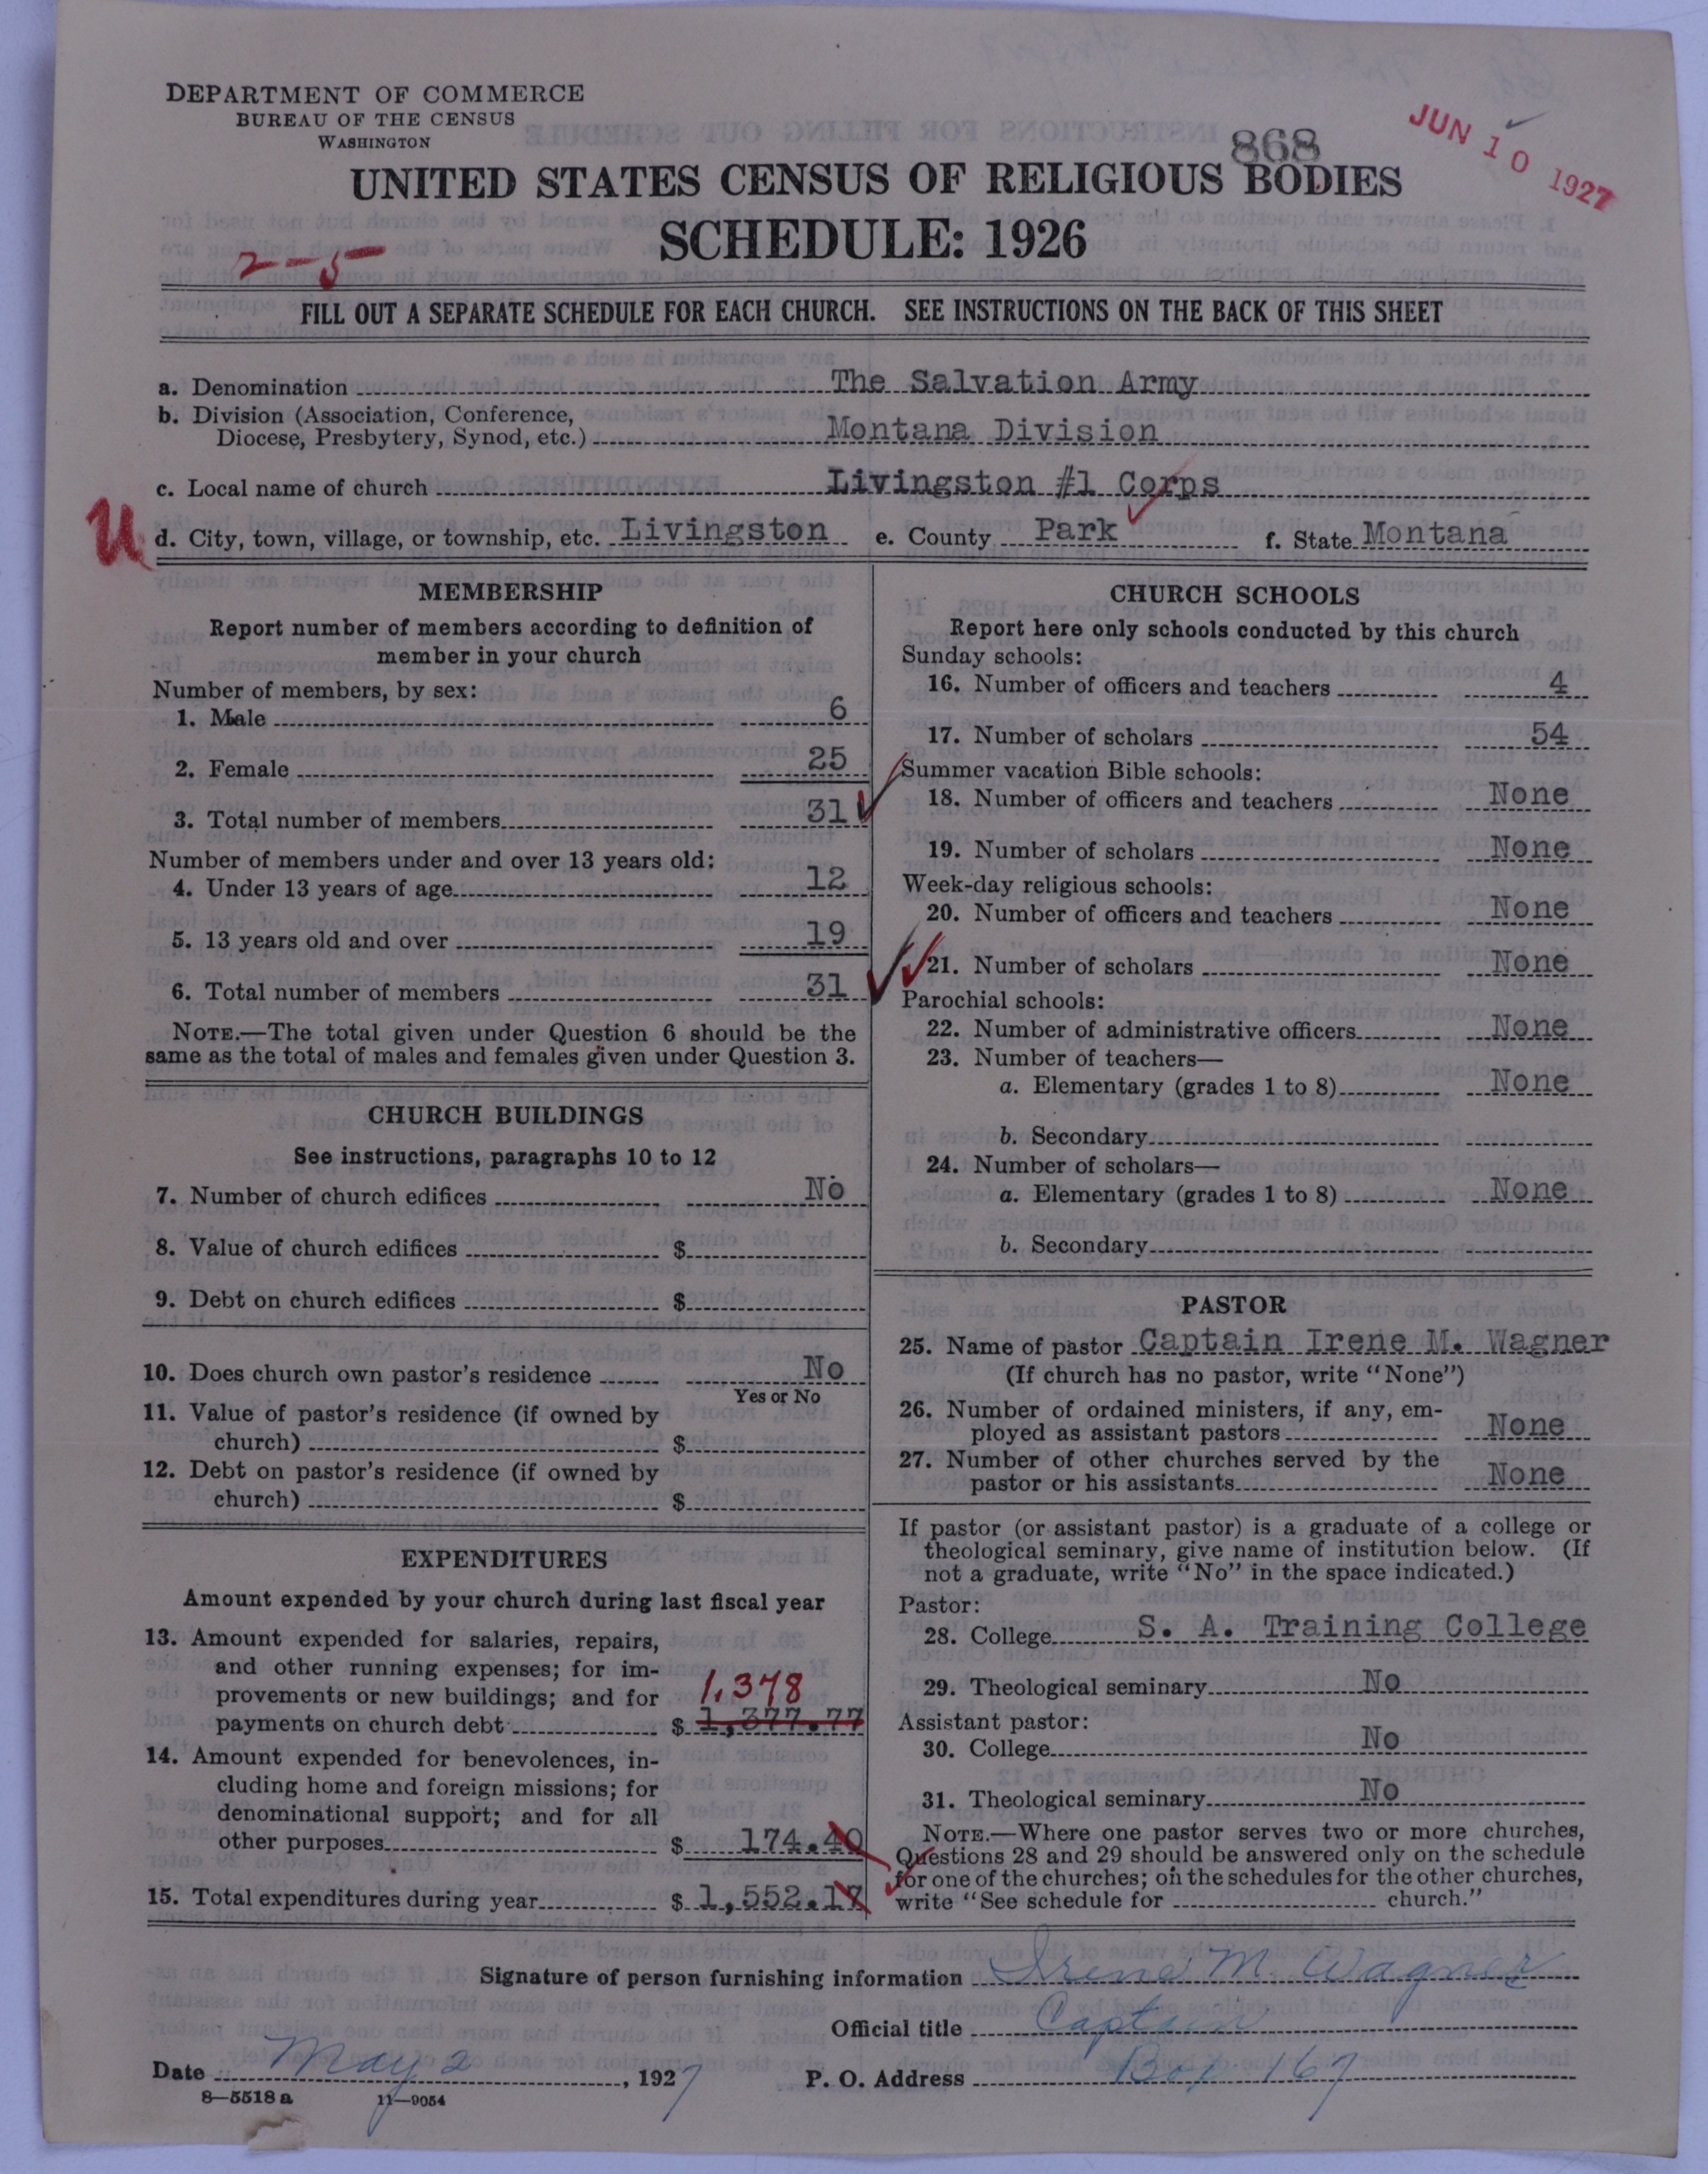 DEPARTMENT OF COMMERCE
BUREAU OF THE CENSUS
WASHINGTON
868
JUN 10 1927
UNITED STATES CENSUS OF RELIGIOUS BODIES
SCHEDULE: 1926
2-5
FILL OUT A SEPARATE SCHEDULE FOR EACH CHURCH. SEE INSTRUCTIONS ON THE BACK OF THIS SHEET
a. Denomination The Salvation Army
b. Division (Association, Conference,
Diocese, Presbytery, Synod, etc.) Montana Division
c. Local name of church Livingston #1 Corps
U
d. City, town, village, or township, etc. Livingston e. County Park f. State Montana
MEMBERSHIP
Report number of members according to definition of
member in your church
Number of members, by sex:
1. Male 6
2. Female 25
3. Total number of members 31
Number of members under and over 13 years old:
4. Under 13 years of age 12
5. 13 years old and over 19
6. Total number of members 31
NOTE.—The total given under Question 6 should be the
same as the total of males and females given under Question 3.
CHURCH BUILDINGS
See instructions, paragraphs 10 to 12
7. Number of church edifices No
8. Value of church edifices $
9. Debt on church edifices $
10. Does church own pastor's residence No
Yes or No
11. Value of pastor's residence (if owned by
church) $
12. Debt on pastor's residence (if owned by
church) $
EXPENDITURES
Amount expended by your church during last fiscal year
13. Amount expended for salaries, repairs,
and other running expenses; for im-
provements or new buildings; and for 1,378
payments on church debt $ 1,377.77
14. Amount expended for benevolences, in-
cluding home and foreign missions; for
denominational support; and for all
other purposes $ 174.40
15. Total expenditures during year $ 1,552.17
CHURCH SCHOOLS
Report here only schools conducted by this church
Sunday schools:
16. Number of officers and teachers 4
17. Number of scholars 54
Summer vacation Bible schools:
18. Number of officers and teachers None
19. Number of scholars None
Week-day religious schools:
20. Number of officers and teachers None
21. Number of scholars None
Parochial schools:
22. Number of administrative officers None
23. Number of teachers—
a. Elementary (grades 1 to 8) None
b. Secondary
24. Number of scholars—
a. Elementary (grades 1 to 8) None
b. Secondary
PASTOR
25. Name of pastor Captain Irene M. Wagner
(If church has no pastor, write "None")
26. Number of ordained ministers, if any, em-
ployed as assistant pastors None
27. Number of other churches served by the
pastor or his assistants None
If pastor (or assistant pastor) is a graduate of a college or
theological seminary, give name of institution below. (If
not a graduate, write "No" in the space indicated.)
Pastor:
28. College S. A. Training College
29. Theological seminary No
Assistant pastor:
30. College No
31. Theological seminary No
NOTE.—Where one pastor serves two or more churches,
Questions 28 and 29 should be answered only on the schedule
for one of the churches; on the schedules for the other churches,
write "See schedule for church."
Signature of person furnishing information Irene M. Wagner
Official title Captain
Date May 2, 1927 P. O. Address Box 167
8—5518a 11—9054